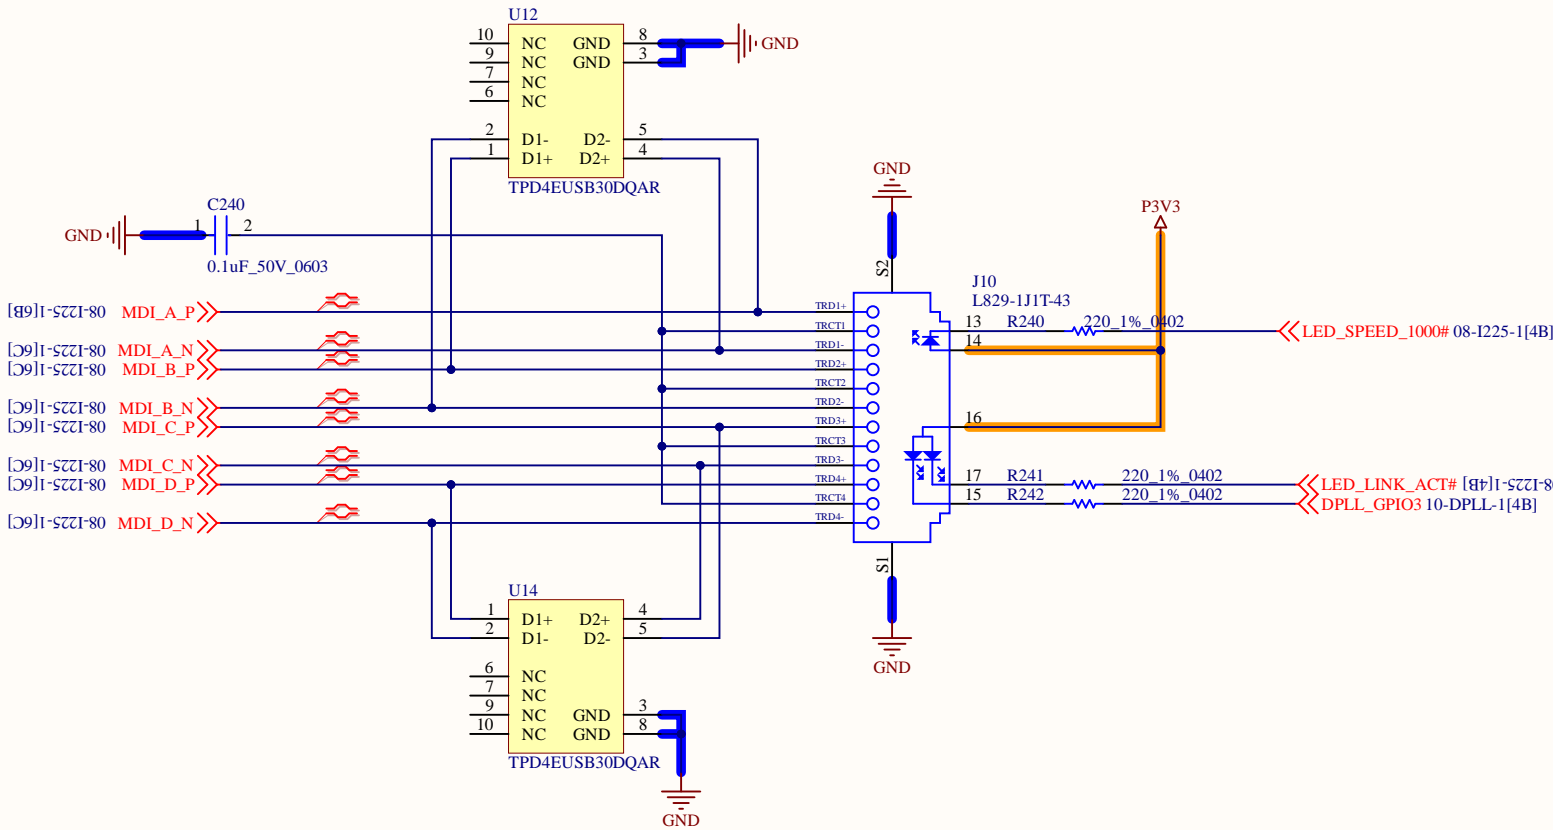 U12
10 NC GND 8
9 NC GND 3
7 NC
6 NC
2 D1- D2- 5
1 D1+ D2+ 4
TPD4EUSB30DQAR
GND
C240
GND 1 2
0.1uF_50V_0603
08-I225-1[6B] MDI_A_P
08-I225-1[6C] MDI_A_N
08-I225-1[6C] MDI_B_P
08-I225-1[6C] MDI_B_N
08-I225-1[6C] MDI_C_P
08-I225-1[6C] MDI_C_N
08-I225-1[6C] MDI_D_P
08-I225-1[6C] MDI_D_N
GND
S2
TRD1+
TRCT1
TRD1-
TRD2+
TRCT2
TRD2-
TRD3+
TRCT3
TRD3-
TRD4+
TRCT4
TRD4-
S1
GND
J10
L829-1J1T-43
P3V3
13 R240 220_1%_0402 LED_SPEED_1000# 08-I225-1[4B]
14
16
17 R241 220_1%_0402 LED_LINK_ACT# 8-I225-1[4B]
15 R242 220_1%_0402 DPLL_GPIO3 10-DPLL-1[4B]
U14
1 D1+ D2+ 4
2 D1- D2- 5
6 NC
7 NC
9 NC GND 3
10 NC GND 8
TPD4EUSB30DQAR
GND